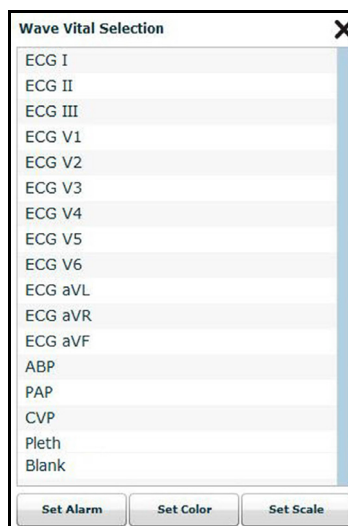 Wave Vital Selection
ECG I
ECG II
ECG III
ECG V1
ECG V2
ECG V3
ECG V4
ECG V5
ECG V6
ECG aVL
ECG aVR
ECG aVF
ABP
PAP
CVP
Pleth
Blank
Set Alarm Set Color Set Scale